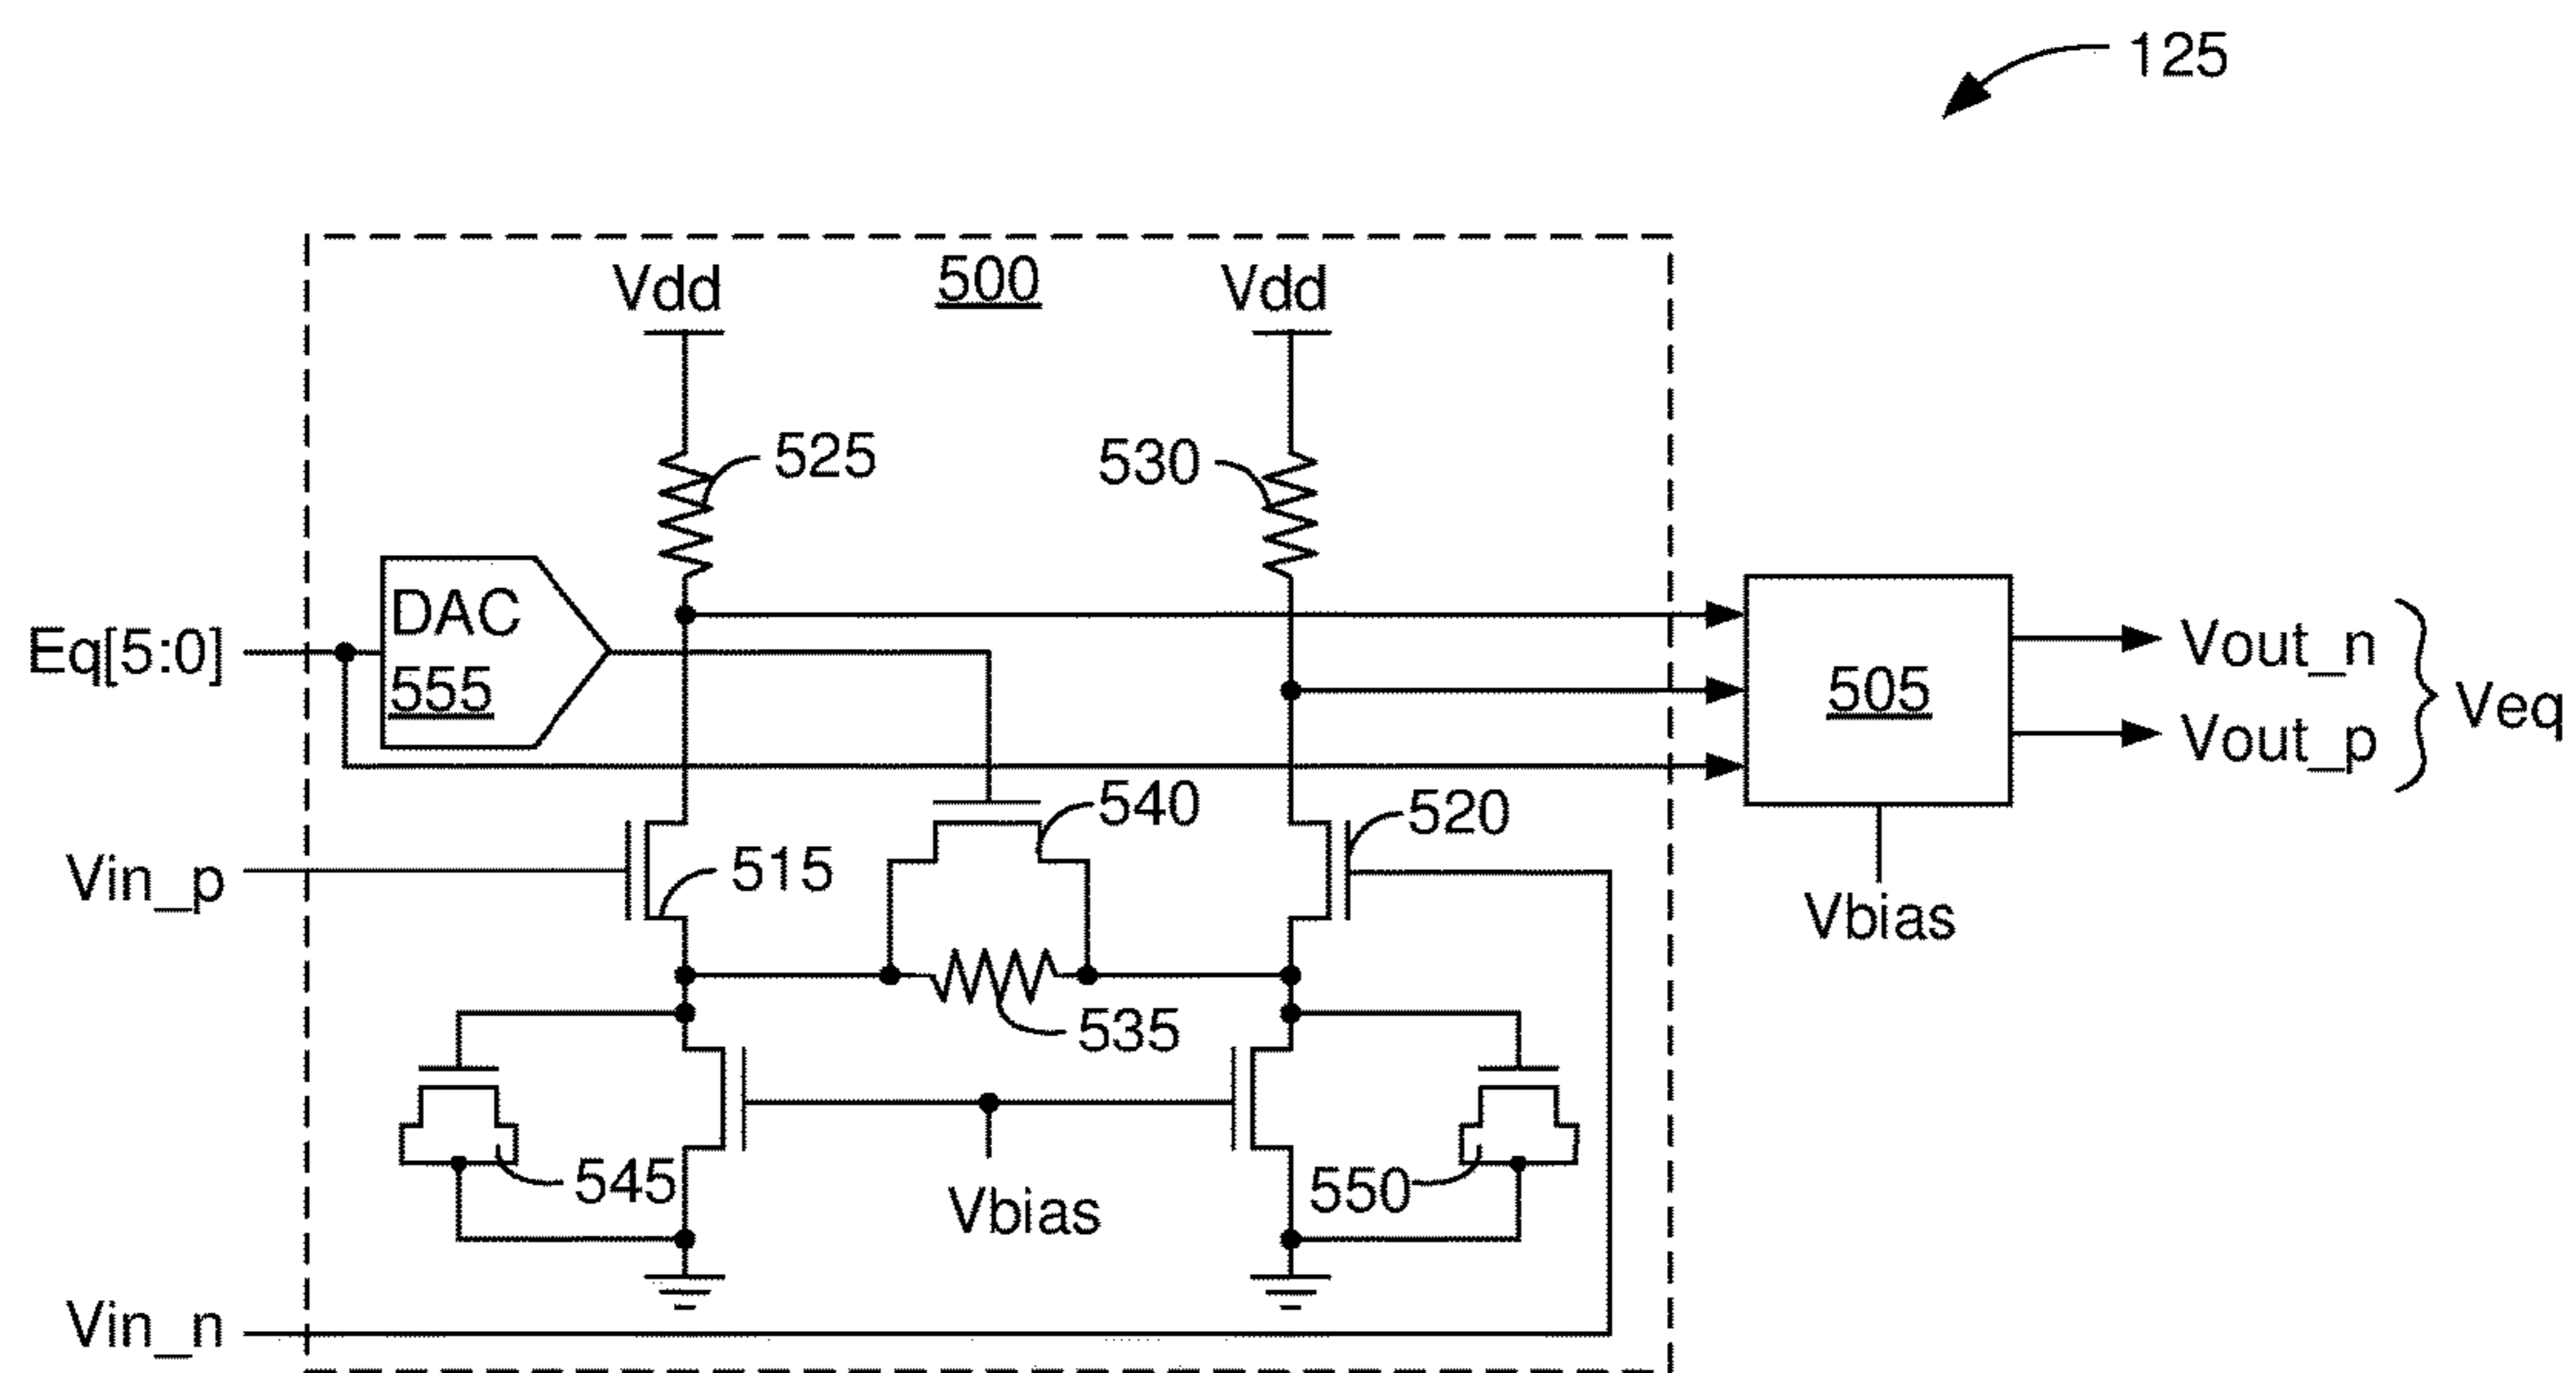 125
Vdd 500 Vdd
525 530
DAC
555
Eq[5:0]
505
Vout_n
Vout_p
Veq
540 520
Vin_p 515
Vbias
535
545 550
Vbias
Vin_n